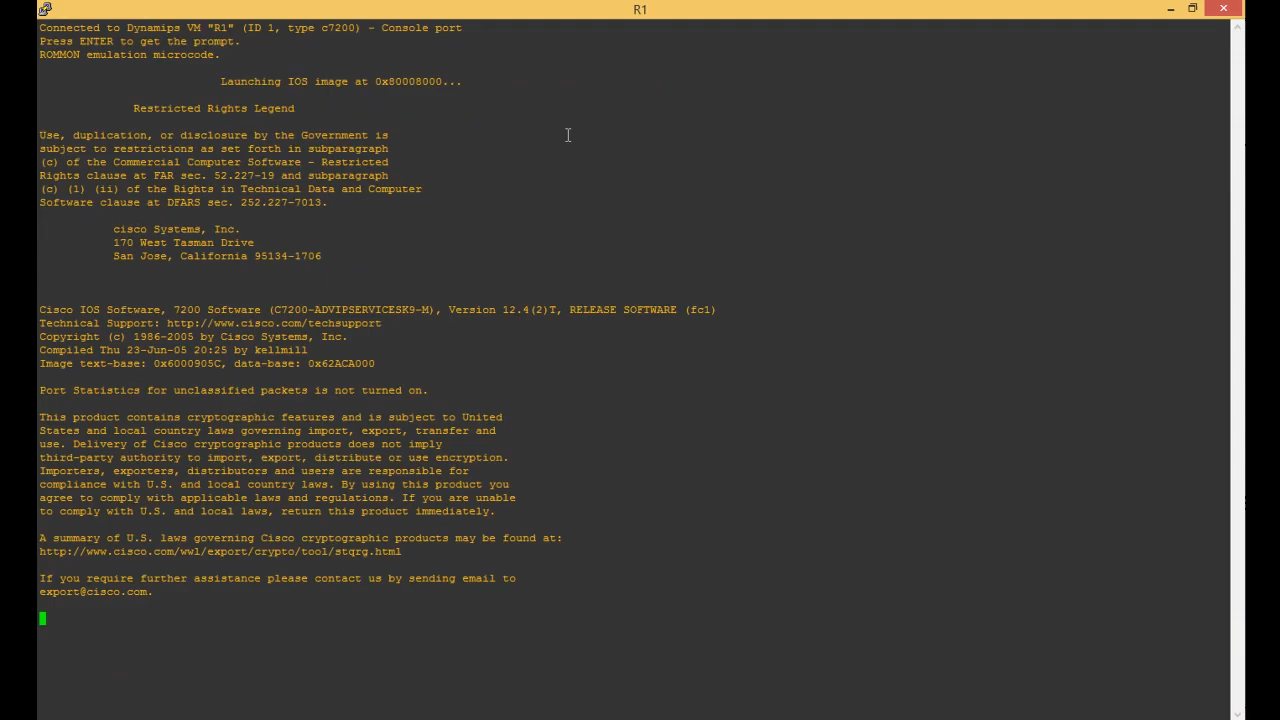 R1
Connected to Dynamips VM "R1" (ID 1, type c7200) - Console port
Press ENTER to get the prompt.
ROMMON emulation microcode.
Launching IOS image at 0x80008000...
Restricted Rights Legend
Use, duplication, or disclosure by the Government is
subject to restrictions as set forth in subparagraph
(c) of the Commercial Computer Software - Restricted
Rights clause at FAR sec. 52.227-19 and subparagraph
(c) (1) (ii) of the Rights in Technical Data and Computer
Software clause at DFARS sec. 252.227-7013.
cisco Systems, Inc.
170 West Tasman Drive
San Jose, California 95134-1706
Cisco IOS Software, 7200 Software (C7200-ADVIPSERVICESK9-M), Version 12.4(2)T, RELEASE SOFTWARE (fc1)
Technical Support: http://www.cisco.com/techsupport
Copyright (c) 1986-2005 by Cisco Systems, Inc.
Compiled Thu 23-Jun-05 20:25 by kellmill
Image text-base: 0x6000905C, data-base: 0x62ACA000
Port Statistics for unclassified packets is not turned on.
This product contains cryptographic features and is subject to United
States and local country laws governing import, export, transfer and
use. Delivery of Cisco cryptographic products does not imply
third-party authority to import, export, distribute or use encryption.
Importers, exporters, distributors and users are responsible for
compliance with U.S. and local country laws. By using this product you
agree to comply with applicable laws and regulations. If you are unable
to comply with U.S. and local laws, return this product immediately.
A summary of U.S. laws governing Cisco cryptographic products may be found at:
http://www.cisco.com/wwl/export/crypto/tool/stqrg.html
If you require further assistance please contact us by sending email to
export@cisco.com.